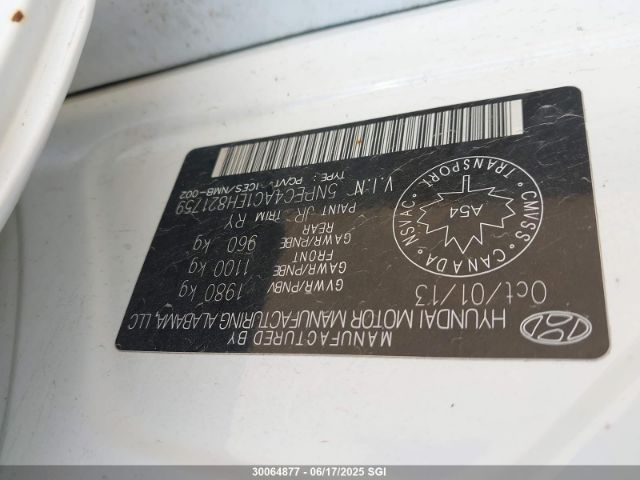 MANUFACTURED BY
HYUNDAI MOTOR MANUFACTURING ALABAMA, LLC
Oct/01/13
GVWR/PNBV 1980 kg
GAWR/PNBE FRONT 1100 kg
GAWR/PNBE REAR 960 kg
PAINT JR TRIM RY
V.I.N 5NPEC4AC1EH821759
TYPE : PC/VT ICES/NMB-002
TRANSPORT
NSVAC CANADA CMVSS
A54
30064877 - 06/17/2025 SGI